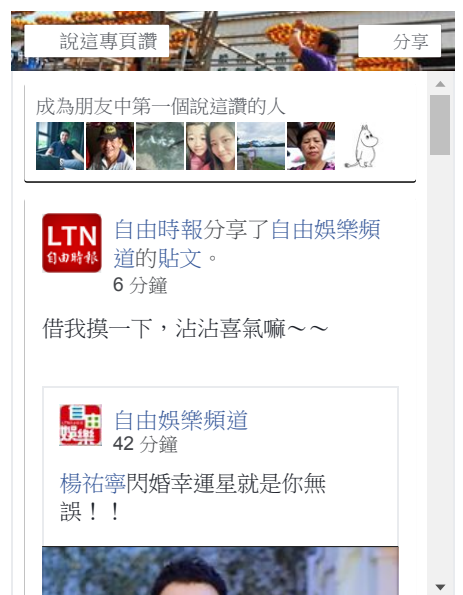 說這專頁讚
分享
成為朋友中第一個說這讚的人
LTN
自由時報
自由時報分享了自由娛樂頻
道的貼文。
6 分鐘
借我摸一下，沾沾喜氣嘛～～
自由
娛樂
自由娛樂頻道
42 分鐘
楊祐寧閃婚幸運星就是你無
誤！！